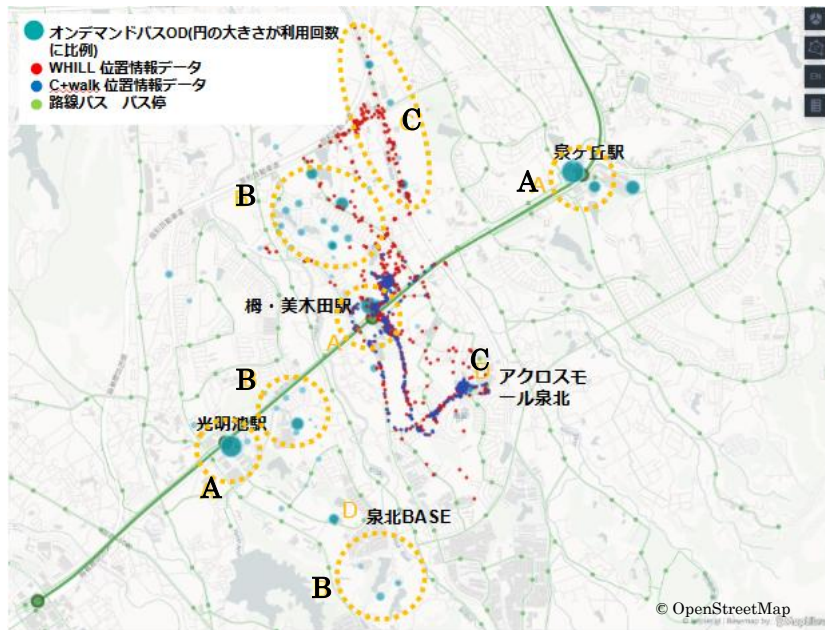 オンデマンドバスOD(円の大きさが利用回数
に比例)
WHILL 位置情報データ
C+walk 位置情報データ
路線バス　バス停
C
泉ヶ丘駅
A
A
B
栂・美木田駅
A
C
アクロスモ
ール泉北
B
光明池駅
A
D 泉北BASE
B
© OpenStreetMap